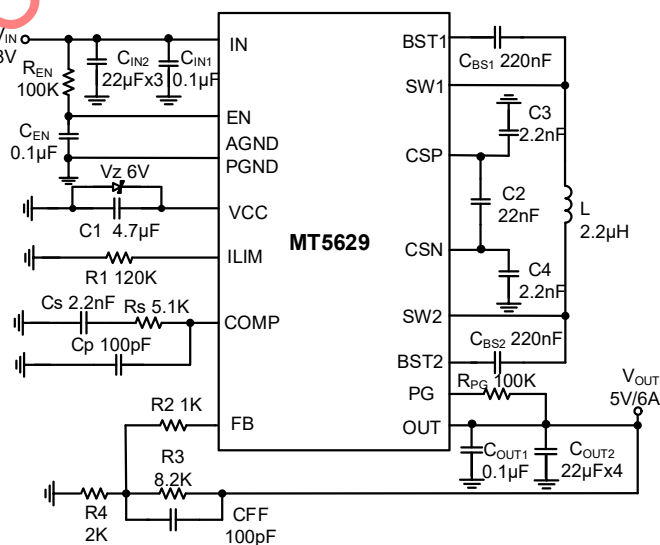 VIN
3V
REN
100K
CIN2
22µFx3
CIN1
0.1µF
CEN
0.1µF
Vz 6V
C1 4.7µF
R1 120K
Cs 2.2nF
Rs 5.1K
Cp 100pF
R2 1K
R3
8.2K
R4
2K
CFF
100pF
IN
EN
AGND
PGND
VCC
ILIM
COMP
FB
MT5629
BST1
SW1
CSP
CSN
SW2
BST2
PG
OUT
CBS1 220nF
C3
2.2nF
C2
22nF
C4
2.2nF
L
2.2µH
CBS2 220nF
RPG 100K
VOUT
5V/6A
COUT1
0.1µF
COUT2
22µFx4